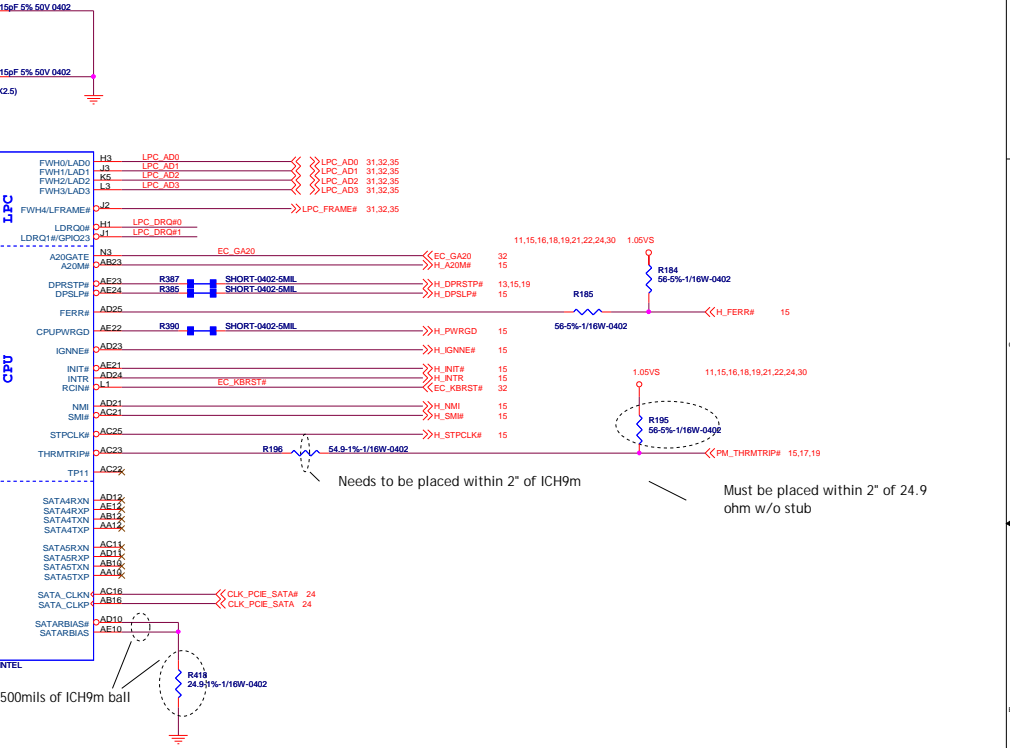 15pF 5% 50V 0402
15pF 5% 50V 0402
X2.5)
LPC
FWH0/LAD0 H3 LPC_AD0 LPC_AD0 31,32,35
FWH1/LAD1 J3 LPC_AD1 LPC_AD1 31,32,35
FWH2/LAD2 K5 LPC_AD2 LPC_AD2 31,32,35
FWH3/LAD3 L3 LPC_AD3 LPC_AD3 31,32,35
FWH4/LFRAME# J2 LPC_FRAME# 31,32,35
LDRQ0# H1 LPC_DRQ#0
LDRQ1#/GPIO23 J1 LPC_DRQ#1
11,15,16,18,19,21,22,24,30 1.05VS
CPU
A20GATE N3 EC_GA20 EC_GA20 32
A20M# AB23 H_A20M# 15
R184
56-5%-1/16W-0402
DPRSTP# AE23 R387 SHORT-0402-5MIL H_DPRSTP# 13,15,19
DPSLP# AE24 R385 SHORT-0402-5MIL H_DPSLP# 15
R185
FERR# AD25 H_FERR# 15
56-5%-1/16W-0402
CPUPWRGD AE22 R390 SHORT-0402-5MIL H_PWRGD 15
IGNNE# AD23 H_IGNNE# 15
INIT# AE21 H_INIT# 15
INTR AD24 H_INTR 15
RCIN# L1 EC_KBRST# EC_KBRST# 32
1.05VS 11,15,16,18,19,21,22,24,30
NMI AD21 H_NMI 15
SMI# AC21 H_SMI# 15
R195
56-5%-1/16W-0402
STPCLK# AC25 H_STPCLK# 15
THRMTRIP# AC23 R196 54.9-1%-1/16W-0402 PM_THRMTRIP# 15,17,19
TP11 AC22
Needs to be placed within 2" of ICH9m
Must be placed within 2" of 24.9
ohm w/o stub
SATA4RXN AD12
SATA4RXP AE12
SATA4TXN AB12
SATA4TXP AA12
SATA5RXN AC11
SATA5RXP AD11
SATA5TXN AB10
SATA5TXP AA10
SATA_CLKN AC16 CLK_PCIE_SATA# 24
SATA_CLKP AB16 CLK_PCIE_SATA 24
SATARBIAS# AD10
SATARBIAS AE10
NTEL
R418
24.9-1%-1/16W-0402
500mils of ICH9m ball